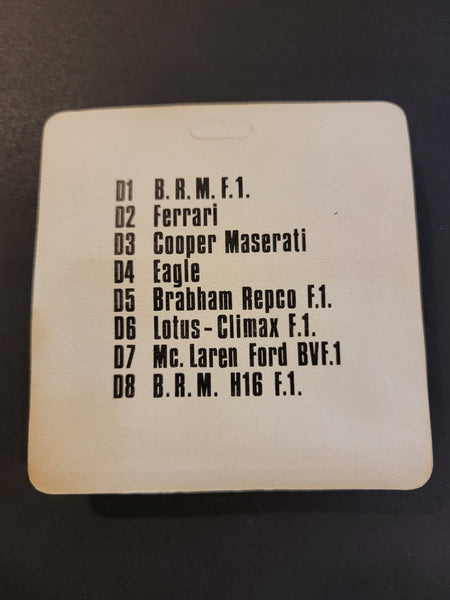 D1 B.R.M. F.1.
D2 Ferrari
D3 Cooper Maserati
D4 Eagle
D5 Brabham Repco F.1.
D6 Lotus-Climax F.1.
D7 Mc. Laren Ford BVF.1
D8 B.R.M. H16 F.1.